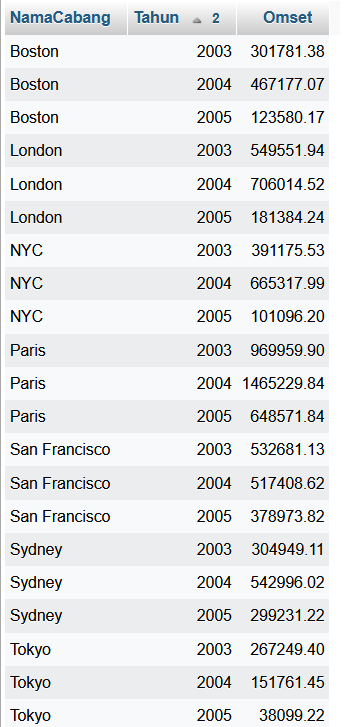 NamaCabang Tahun 2 Omset
Boston 2003 301781.38
Boston 2004 467177.07
Boston 2005 123580.17
London 2003 549551.94
London 2004 706014.52
London 2005 181384.24
NYC 2003 391175.53
NYC 2004 665317.99
NYC 2005 101096.20
Paris 2003 969959.90
Paris 2004 1465229.84
Paris 2005 648571.84
San Francisco 2003 532681.13
San Francisco 2004 517408.62
San Francisco 2005 378973.82
Sydney 2003 304949.11
Sydney 2004 542996.02
Sydney 2005 299231.22
Tokyo 2003 267249.40
Tokyo 2004 151761.45
Tokyo 2005 38099.22